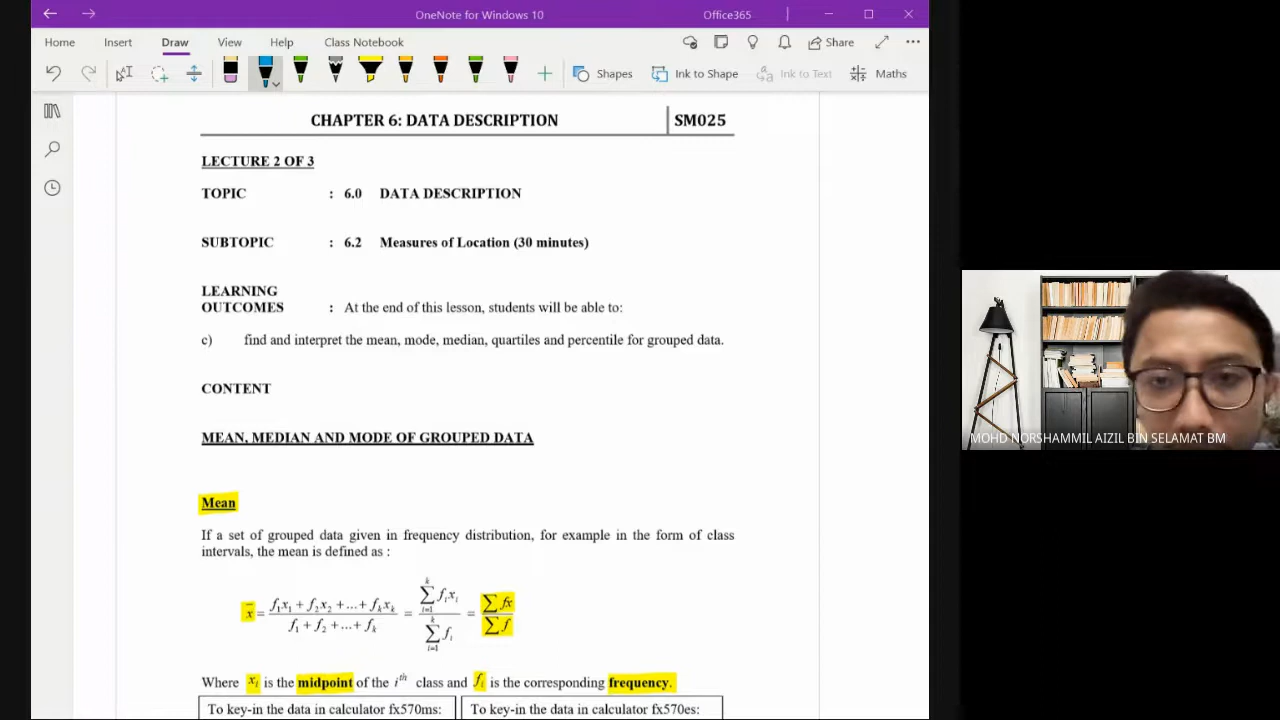 OneNote for Windows 10
Office365
Home Insert Draw View Help Class Notebook
Share
Shapes
Ink to Shape
Ink to Text
Maths
CHAPTER 6: DATA DESCRIPTION SM025
LECTURE 2 OF 3
TOPIC : 6.0 DATA DESCRIPTION
SUBTOPIC : 6.2 Measures of Location (30 minutes)
LEARNING
OUTCOMES : At the end of this lesson, students will be able to:
c) find and interpret the mean, mode, median, quartiles and percentile for grouped data.
CONTENT
MEAN, MEDIAN AND MODE OF GROUPED DATA
Mean
If a set of grouped data given in frequency distribution, for example in the form of class
intervals, the mean is defined as :
x̄ = (f₁x₁ + f₂x₂ + ... + fₖxₖ) / (f₁ + f₂ + ... + fₖ) = (∑ᵢ₌₁ᵏ fᵢxᵢ) / (∑ᵢ₌₁ᵏ fᵢ) = ∑fx / ∑f
Where xᵢ is the midpoint of the iᵗʰ class and fᵢ is the corresponding frequency.
To key-in the data in calculator fx570ms:
To key-in the data in calculator fx570es:
MOHD NORSHAMMIL AIZIL BIN SELAMAT BM